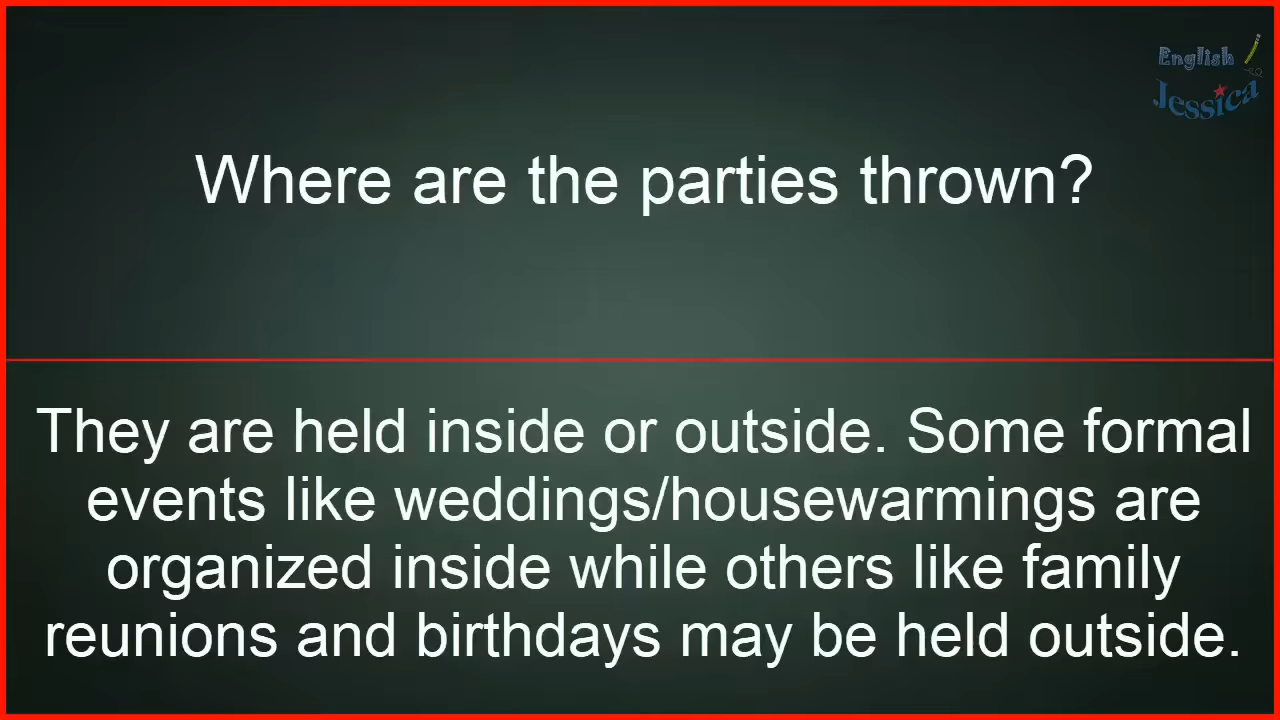 English
Jessica
Where are the parties thrown?
They are held inside or outside. Some formal
events like weddings/housewarmings are
organized inside while others like family
reunions and birthdays may be held outside.